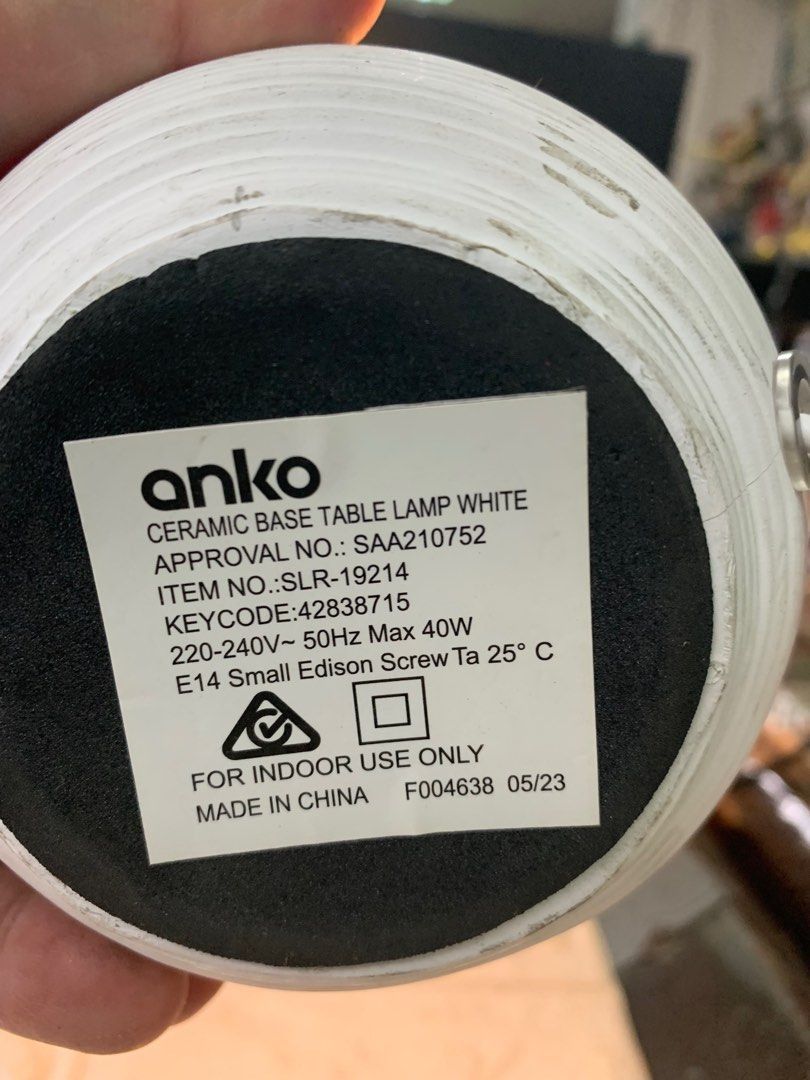 anko
CERAMIC BASE TABLE LAMP WHITE
APPROVAL NO.: SAA210752
ITEM NO.:SLR-19214
KEYCODE:42838715
220-240V~ 50Hz Max 40W
E14 Small Edison Screw Ta 25° C
FOR INDOOR USE ONLY
MADE IN CHINA F004638 05/23